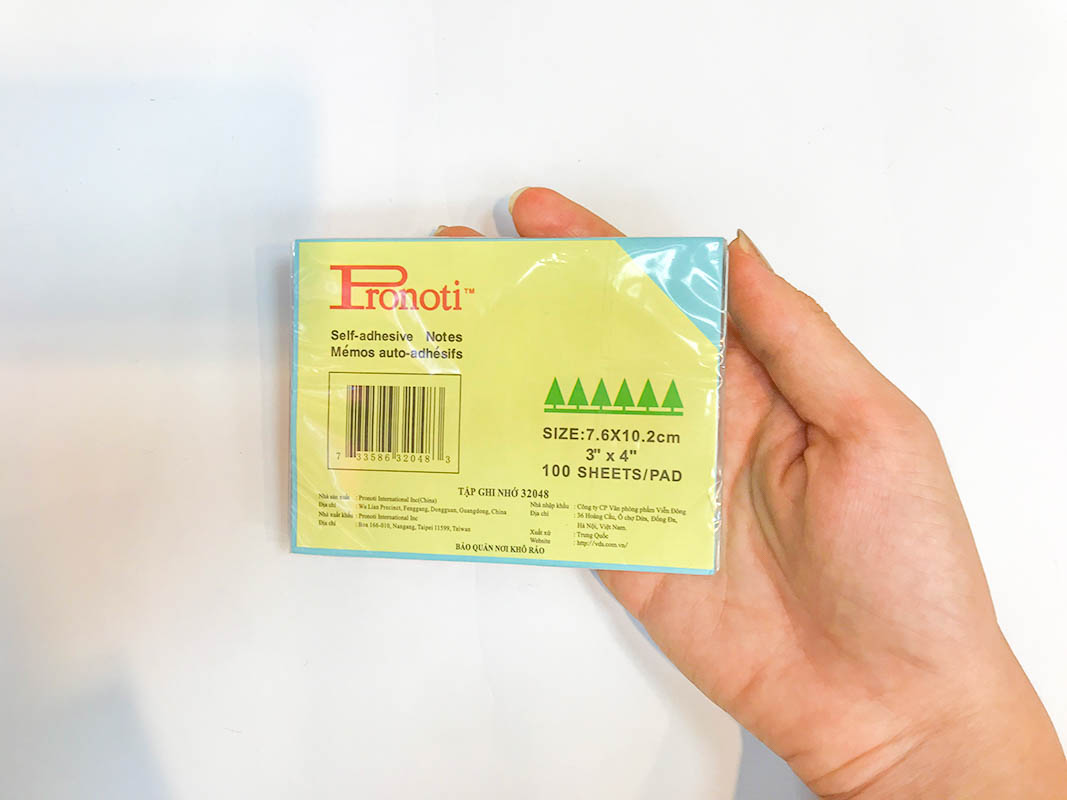 Pronoti™
Self-adhesive Notes
Mémos auto-adhésifs
7 33586 32048 3
SIZE:7.6X10.2cm
3" x 4"
100 SHEETS/PAD
TẬP GHI NHỚ 32048
Nhà sản xuất : Pronoti International Inc(China)
Địa chỉ : Wu Lian Precinct, Fenggang, Dongguan, Guangdong, China
Nhà xuất khẩu : Pronoti International Inc
Địa chỉ : Boa 166-010, Nangang, Taipei 11599, Taiwan
Nhà nhập khẩu : Công ty CP Văn phòng phẩm Viễn Đông
Địa chỉ : 36 Hoàng Cầu, Ô chợ Dừa, Đống Đa,
Hà Nội, Việt Nam.
Xuất xứ : Trung Quốc
Website : http://vda.com.vn/
BẢO QUẢN NƠI KHÔ RÁO